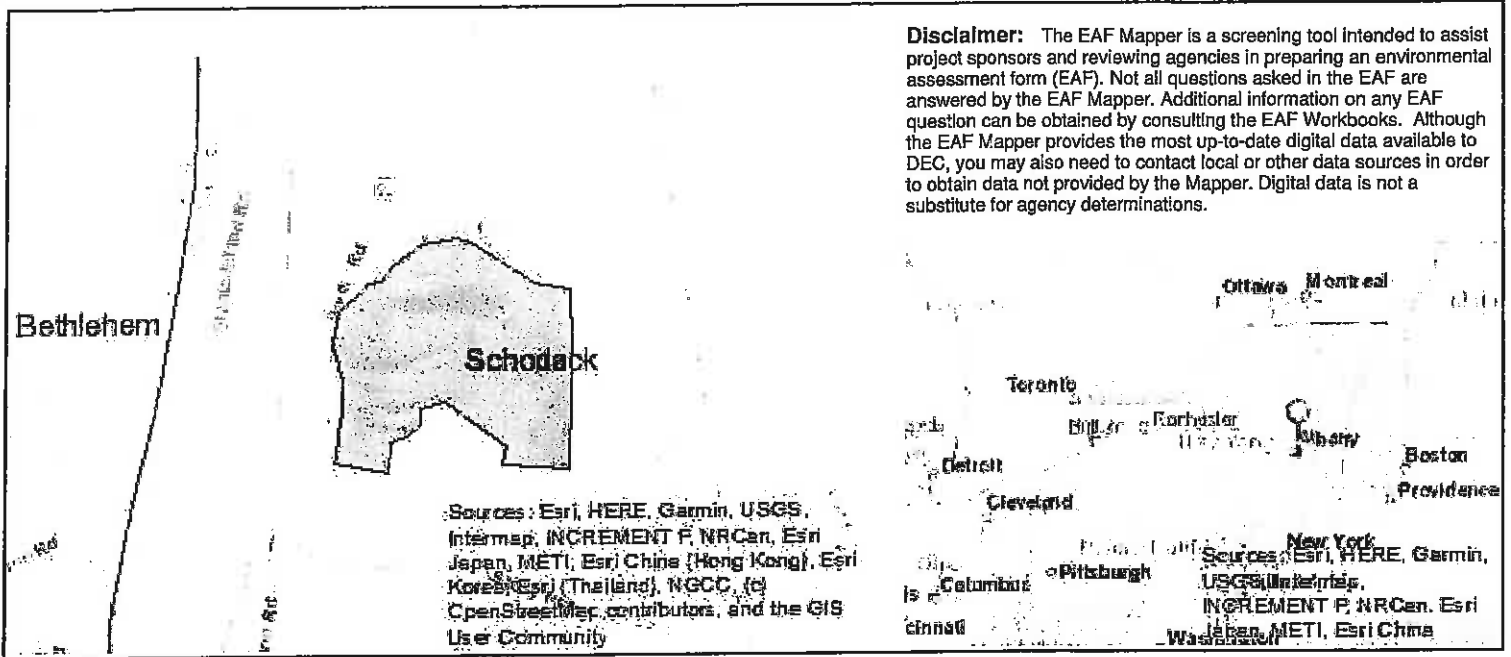 Disclaimer: The EAF Mapper is a screening tool intended to assist
project sponsors and reviewing agencies in preparing an environmental
assessment form (EAF). Not all questions asked in the EAF are
answered by the EAF Mapper. Additional information on any EAF
question can be obtained by consulting the EAF Workbooks. Although
the EAF Mapper provides the most up-to-date digital data available to
DEC, you may also need to contact local or other data sources in order
to obtain data not provided by the Mapper. Digital data is not a
substitute for agency determinations.
Bethlehem
Schodack
Rd
Rd
Rd
Sources: Esri, HERE, Garmin, USGS,
Intermap, INCREMENT P, NRCan, Esri
Japan, METI, Esri China (Hong Kong), Esri
Korea, Esri (Thailand), NGCC, (c)
OpenStreetMap contributors, and the GIS
User Community
Ottawa Montreal
Toronto
Rochester
Albany
Detroit
Boston
Cleveland
Providence
New York
Pittsburgh
Columbus
cinnati
Sources: Esri, HERE, Garmin,
USGS, Intermap,
INCREMENT P, NRCan, Esri
Japan, METI, Esri China